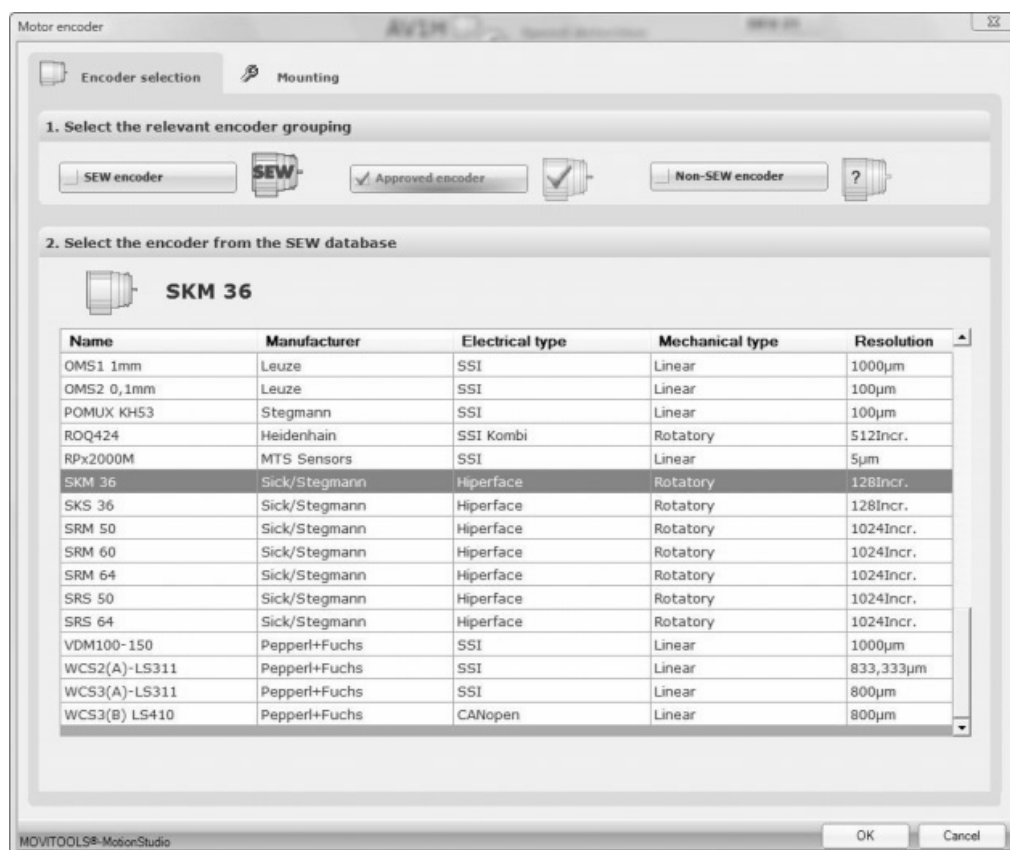 Motor encoder
Encoder selection Mounting
1. Select the relevant encoder grouping
SEW encoder SEW Approved encoder Non-SEW encoder ?
2. Select the encoder from the SEW database
SKM 36
Name Manufacturer Electrical type Mechanical type Resolution
OMS1 1mm Leuze SSI Linear 1000µm
OMS2 0,1mm Leuze SSI Linear 100µm
POMUX KH53 Stegmann SSI Linear 100µm
ROQ424 Heidenhain SSI Kombi Rotatory 512Incr.
RPx2000M MTS Sensors SSI Linear 5µm
SKM 36 Sick/Stegmann Hiperface Rotatory 128Incr.
SKS 36 Sick/Stegmann Hiperface Rotatory 128Incr.
SRM 50 Sick/Stegmann Hiperface Rotatory 1024Incr.
SRM 60 Sick/Stegmann Hiperface Rotatory 1024Incr.
SRM 64 Sick/Stegmann Hiperface Rotatory 1024Incr.
SRS 50 Sick/Stegmann Hiperface Rotatory 1024Incr.
SRS 64 Sick/Stegmann Hiperface Rotatory 1024Incr.
VDM100-150 Pepperl+Fuchs SSI Linear 1000µm
WCS2(A)-LS311 Pepperl+Fuchs SSI Linear 833,333µm
WCS3(A)-LS311 Pepperl+Fuchs SSI Linear 800µm
WCS3(B) LS410 Pepperl+Fuchs CANopen Linear 800µm
MOVITOOLS®-MotionStudio OK Cancel